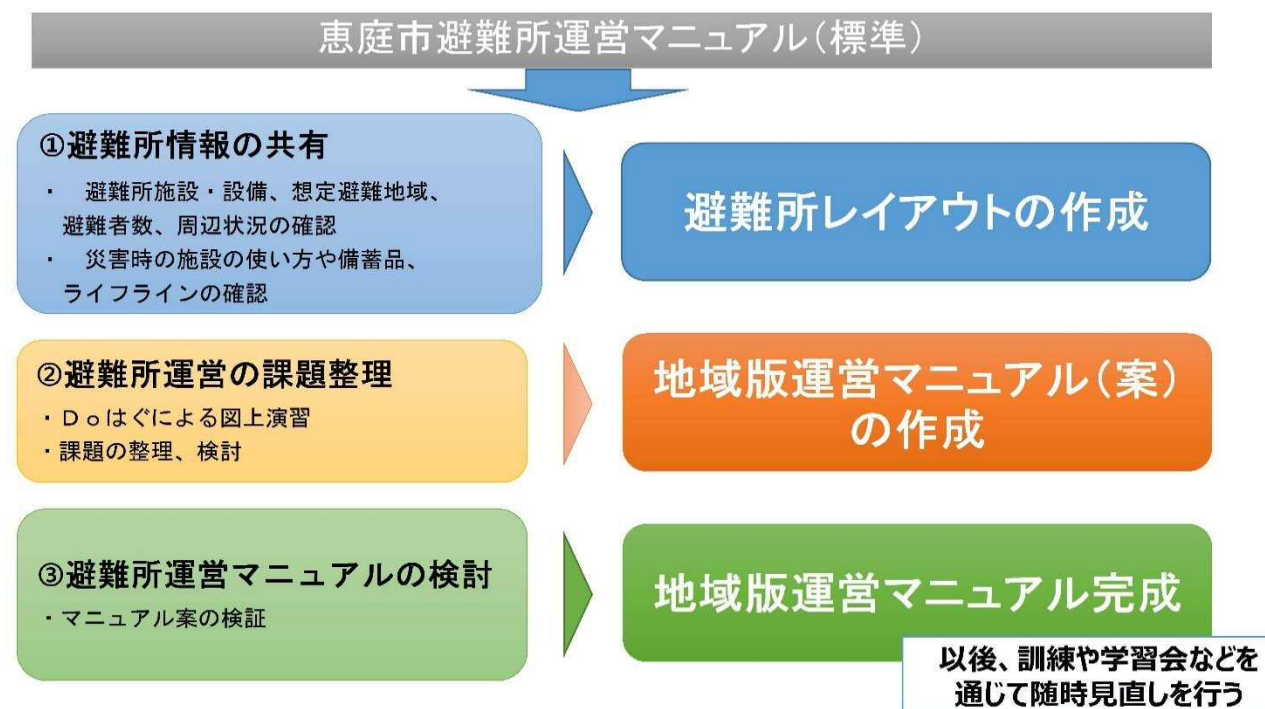 恵庭市避難所運営マニュアル（標準）
①避難所情報の共有
・　避難所施設・設備、想定避難地域、
避難者数、周辺状況の確認
・　災害時の施設の使い方や備蓄品、
ライフラインの確認
避難所レイアウトの作成
②避難所運営の課題整理
・Ｄｏはぐによる図上演習
・課題の整理、検討
地域版運営マニュアル（案）
の作成
③避難所運営マニュアルの検討
・マニュアル案の検証
地域版運営マニュアル完成
以後、訓練や学習会などを
通じて随時見直しを行う